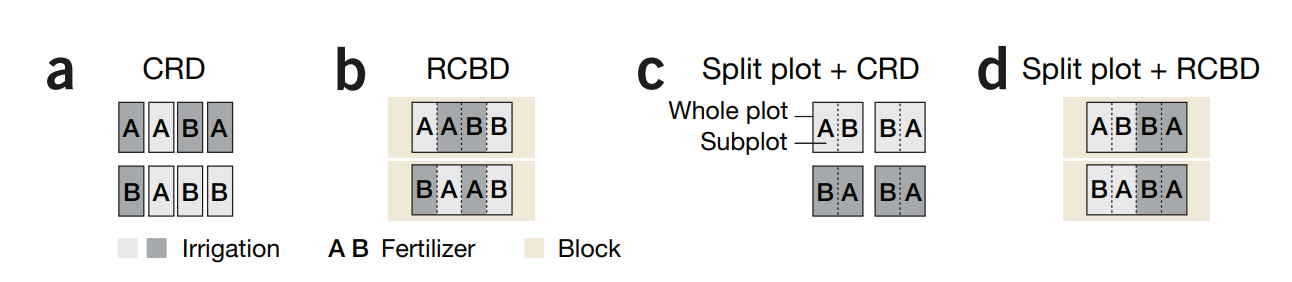 a CRD
A A B A
B A B B
b RCBD
A A B B
B A A B
c Split plot + CRD
Whole plot
Subplot
A B B A
B A B A
d Split plot + RCBD
A B B A
B A B A
Irrigation
A B Fertilizer
Block